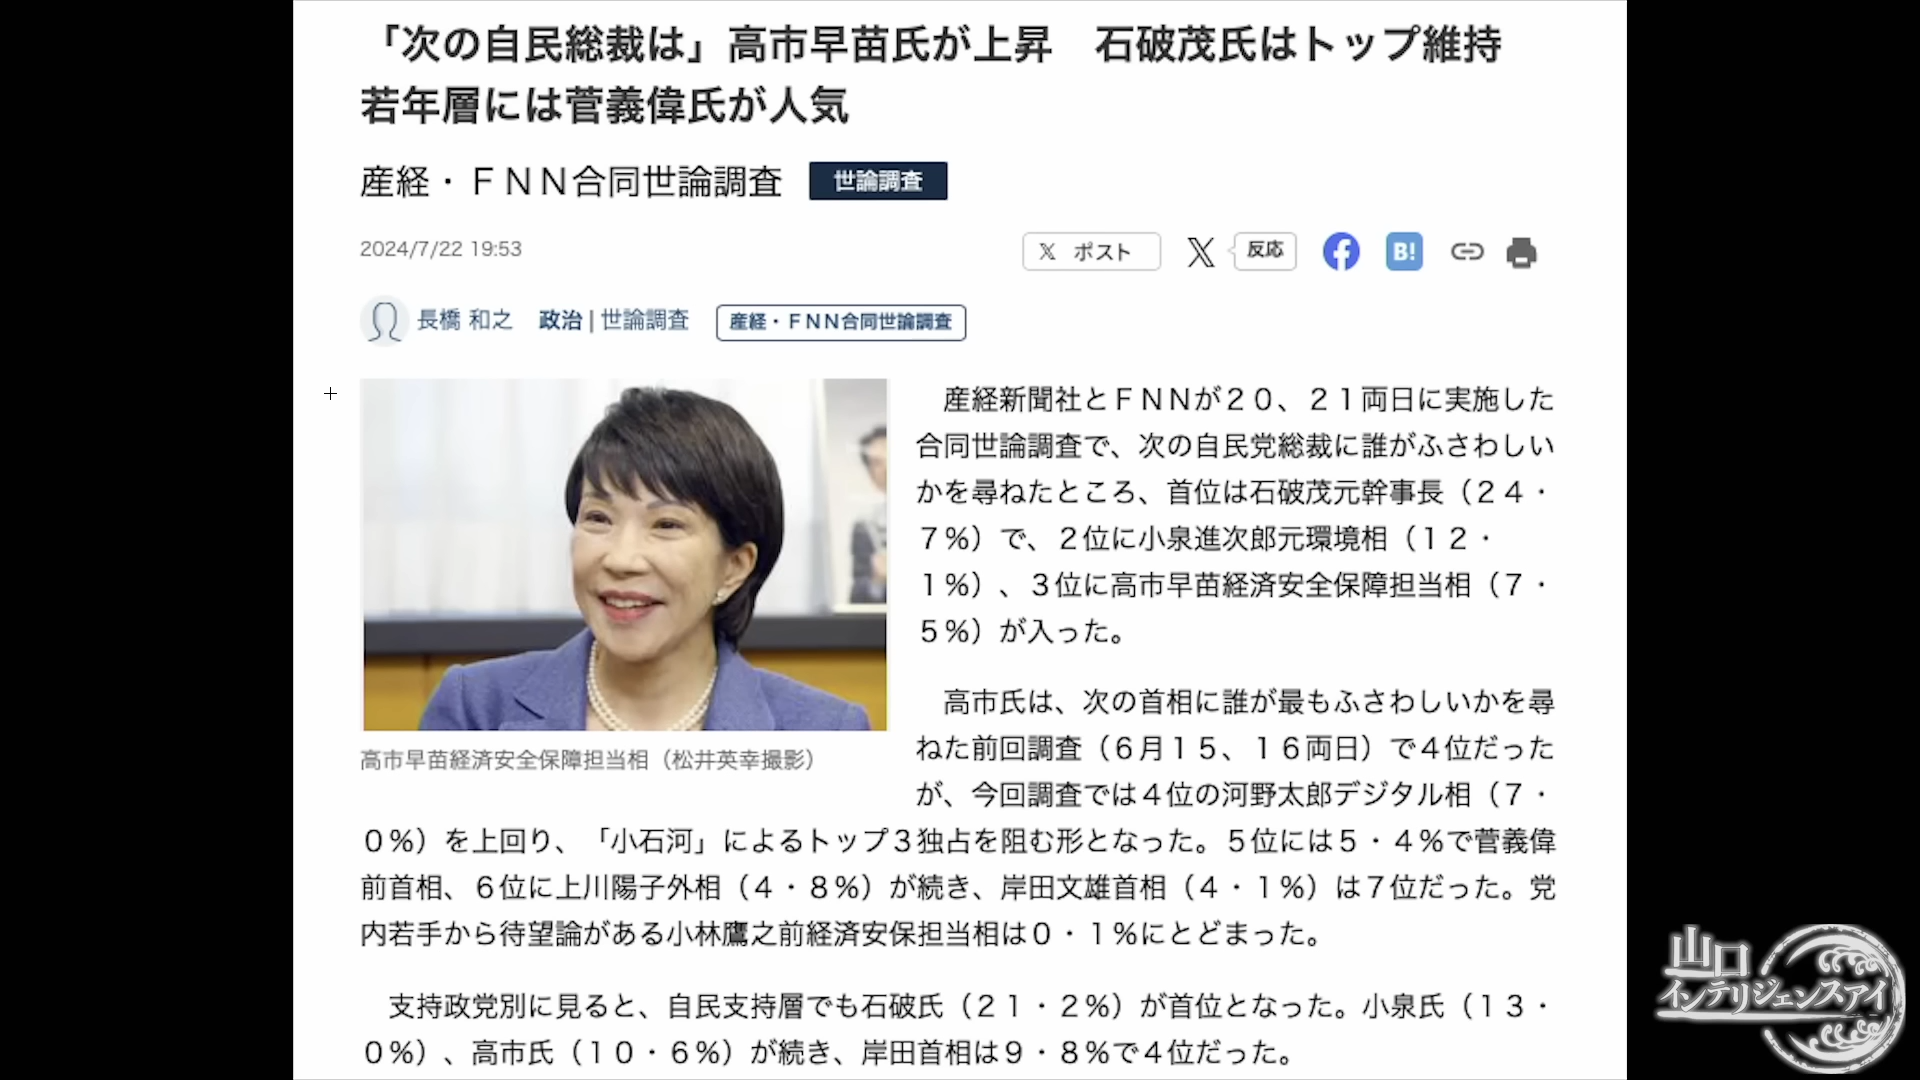 「次の自民総裁は」高市早苗氏が上昇　石破茂氏はトップ維持
若年層には菅義偉氏が人気
産経・ＦＮＮ合同世論調査 世論調査
2024/7/22 19:53
X ポスト X 反応 B!
長橋 和之 政治 | 世論調査 産経・ＦＮＮ合同世論調査
産経新聞社とＦＮＮが２０、２１両日に実施した
合同世論調査で、次の自民党総裁に誰がふさわしい
かを尋ねたところ、首位は石破茂元幹事長（２４・
７％）で、２位に小泉進次郎元環境相（１２・
１％）、３位に高市早苗経済安全保障担当相（７・
５％）が入った。
高市氏は、次の首相に誰が最もふさわしいかを尋
ねた前回調査（６月１５、１６両日）で４位だった
高市早苗経済安全保障担当相（松井英幸撮影）
が、今回調査では４位の河野太郎デジタル相（７・
０％）を上回り、「小石河」によるトップ３独占を阻む形となった。５位には５・４％で菅義偉
前首相、６位に上川陽子外相（４・８％）が続き、岸田文雄首相（４・１％）は７位だった。党
内若手から待望論がある小林鷹之前経済安保担当相は０・１％にとどまった。
支持政党別に見ると、自民支持層でも石破氏（２１・２％）が首位となった。小泉氏（１３・
０％）、高市氏（１０・６％）が続き、岸田首相は９・８％で４位だった。
山口
インテリジェンスアイ